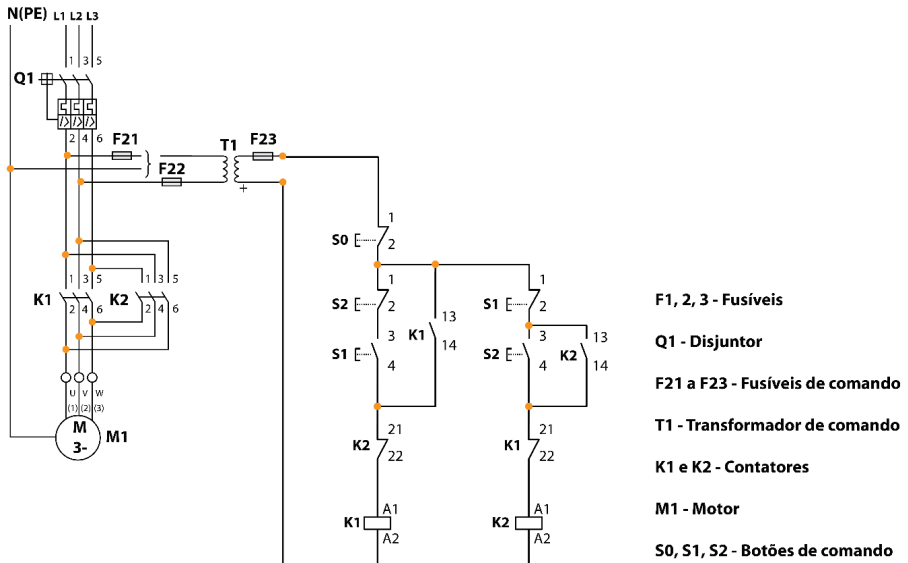 N(PE) L1 L2 L3
1 3 5
Q1
2 4 6
F21
T1
F23
F22
+
1
S0
2
1 3 5
1 3 5
K1
2 4 6
K2
2 4 6
1
S2
2
13
K1
14
3
S1
4
1
S1
2
3
S2
4
13
K2
14
U V W
(1) (2) (3)
M
3-
M1
21
K2
22
21
K1
22
A1
K1
A2
A1
K2
A2
F1, 2, 3 - Fusíveis
Q1 - Disjuntor
F21 a F23 - Fusíveis de comando
T1 - Transformador de comando
K1 e K2 - Contatores
M1 - Motor
S0, S1, S2 - Botões de comando